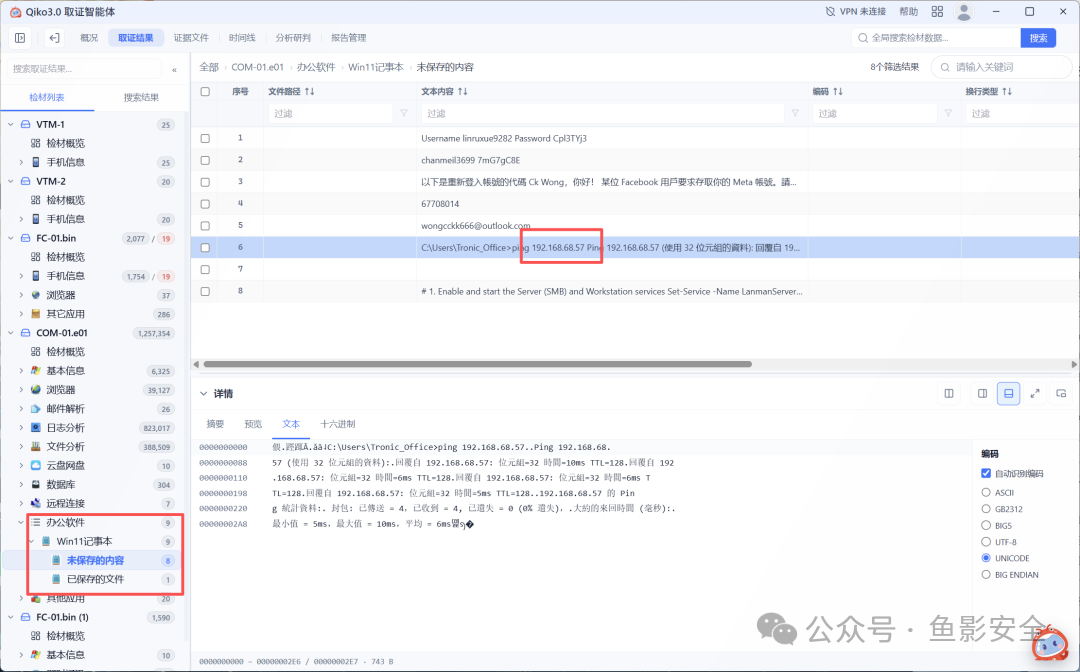 Qiko3.0 取证智能体
VPN 未连接 帮助
概况 取证结果 证据文件 时间线 分析研判 报告管理
全局搜索检材数据... 搜索
搜索取证结果... «
检材列表 搜索结果
VTM-1 25
检材概览
手机信息 25
VTM-2 20
检材概览
手机信息 20
FC-01.bin 2,077 / 19
检材概览
手机信息 1,754 / 19
浏览器 37
其它应用 286
COM-01.e01 1,257,354
检材概览
基本信息 6,325
浏览器 39,127
邮件解析 26
日志分析 823,017
文件分析 388,509
云盘网盘 10
数据库 304
远程连接 7
办公软件 9
Win11记事本 9
未保存的内容 8
已保存的文件 1
其他应用 20
FC-01.bin (1) 1,590
检材概览
基本信息 10
全部 › COM-01.e01 › 办公软件 › Win11记事本 › 未保存的内容
8个筛选结果 请输入关键词
序号 文件路径 ↑↓ 文本内容 ↑↓ 编码 ↑↓ 换行类型 ↑↓
过滤 过滤 过滤 过滤
1 Username linruxue9282 Password Cpl3TYj3
2 chanmeil3699 7mG7gC8E
3 以下是重新登入帳號的代碼 Ck Wong，你好！ 某位 Facebook 用戶要求存取你的 Meta 帳號。請...
4 67708014
5 wongcckk666@outlook.com
6 C:\Users\Tronic_Office>ping 192.168.68.57 Ping 192.168.68.57 (使用 32 位元組的資料): 回覆自 19...
7
8 # 1. Enable and start the Server (SMB) and Workstation services Set-Service -Name LanmanServer...
详情
摘要 预览 文本 十六进制
0000000000 C:\Users\Tronic_Office>ping 192.168.68.57..Ping 192.168.68.
0000000088 57 (使用 32 位元組的資料):.回覆自 192.168.68.57: 位元組=32 時間=10ms TTL=128.回覆自 192
0000000110 .168.68.57: 位元組=32 時間=6ms TTL=128.回覆自 192.168.68.57: 位元組=32 時間=6ms T
0000000198 TL=128.回覆自 192.168.68.57: 位元組=32 時間=5ms TTL=128..192.168.68.57 的 Pin
0000000220 g 統計資料:. 封包: 已傳送 = 4，已收到 = 4, 已遺失 = 0 (0% 遺失)，.大約的來回時間 (毫秒):.
00000002A8 最小值 = 5ms，最大值 = 10ms，平均 = 6ms
编码
自动识别编码
ASCII
GB2312
BIG5
UTF-8
UNICODE
BIG ENDIAN
0000000000 - 00000002E6 / 00000002E7 · 743 B
公众号 · 鱼影安全